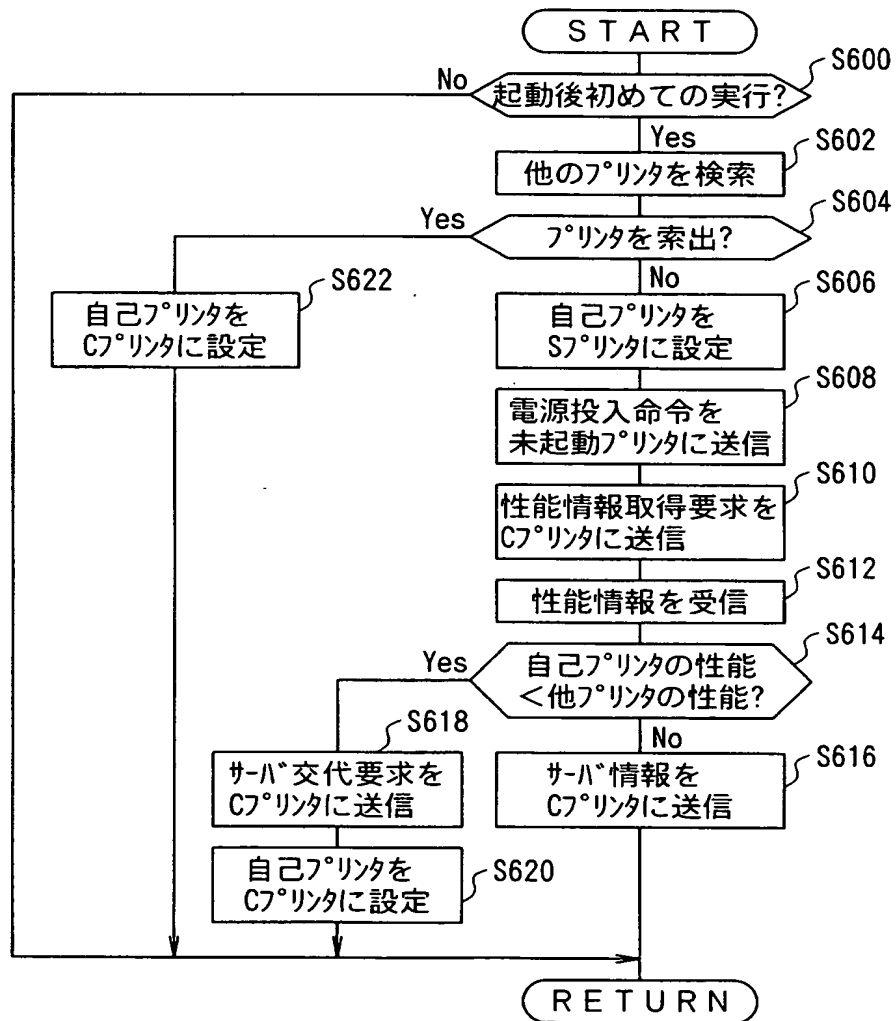 START
S600
No
起動後初めての実行?
Yes
S602
他のプリンタを検索
S604
Yes
プリンタを索出?
No
S622
S606
自己プリンタを
Cプリンタに設定
自己プリンタを
Sプリンタに設定
S608
電源投入命令を
未起動プリンタに送信
S610
性能情報取得要求を
Cプリンタに送信
S612
性能情報を受信
S614
Yes
自己プリンタの性能
<他プリンタの性能?
S618
No
S616
サーバ交代要求を
Cプリンタに送信
サーバ情報を
Cプリンタに送信
S620
自己プリンタを
Cプリンタに設定
RETURN